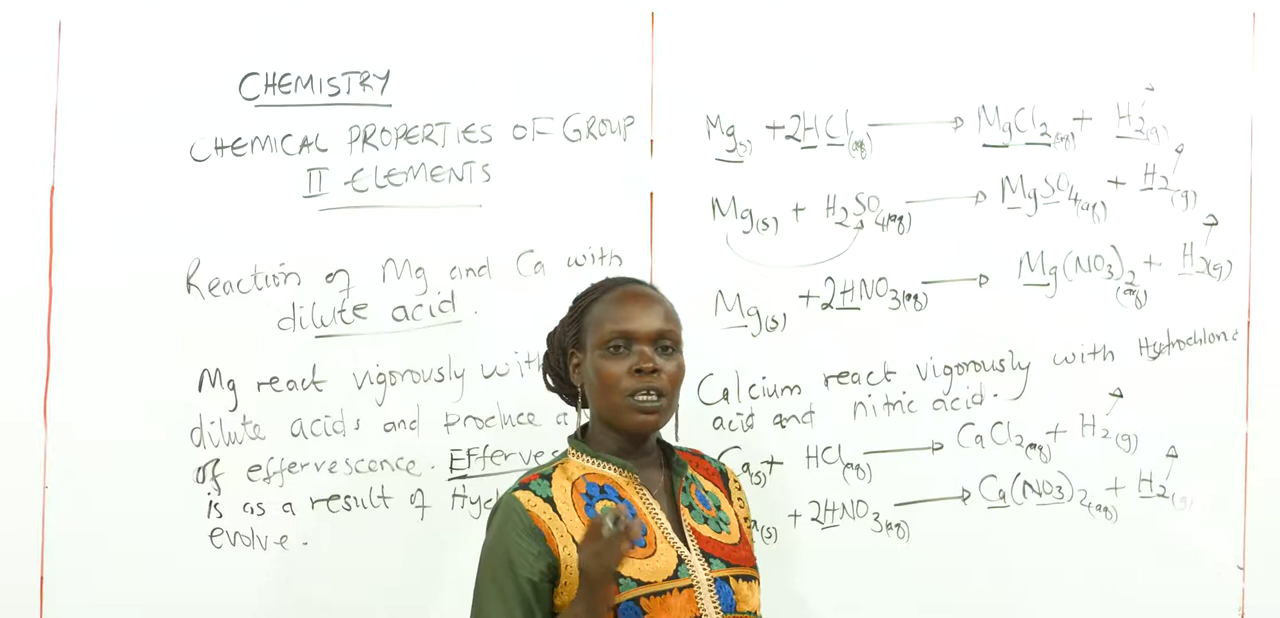 CHEMISTRY
CHEMICAL PROPERTIES OF GROUP
II ELEMENTS
Reaction of Mg and Ca with
dilute acid.
Mg react vigorously with
dilute acids and produce a
of effervescence. Efferves
is as a result of Hyd
evolve.
Mg(s) + 2HCl(aq) → MgCl2(aq) + H2(g)
Mg(s) + H2SO4(aq) → MgSO4(aq) + H2(g)
Mg(s) + 2HNO3(aq) → Mg(NO3)2(aq) + H2(g)
Calcium react vigorously with Hydrochloric
acid and nitric acid.
Ca(s) + HCl(aq) → CaCl2(aq) + H2(g)
a(s) + 2HNO3(aq) → Ca(NO3)2(aq) + H2(g)